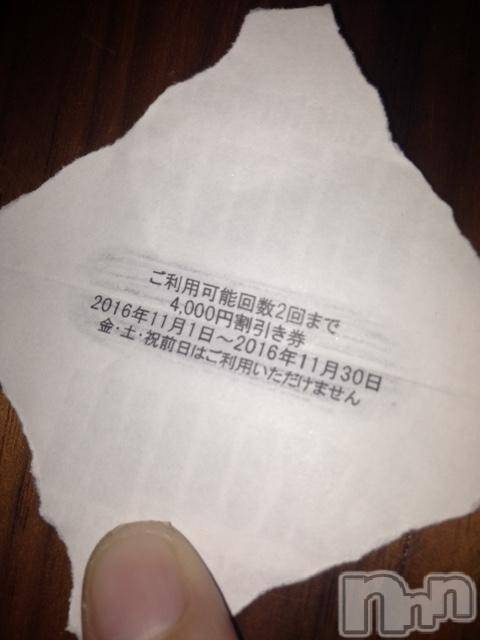 ご利用可能回数2回まで
4,000円割引き券
2016年11月1日～2016年11月30日
金・土・祝前日はご利用いただけません